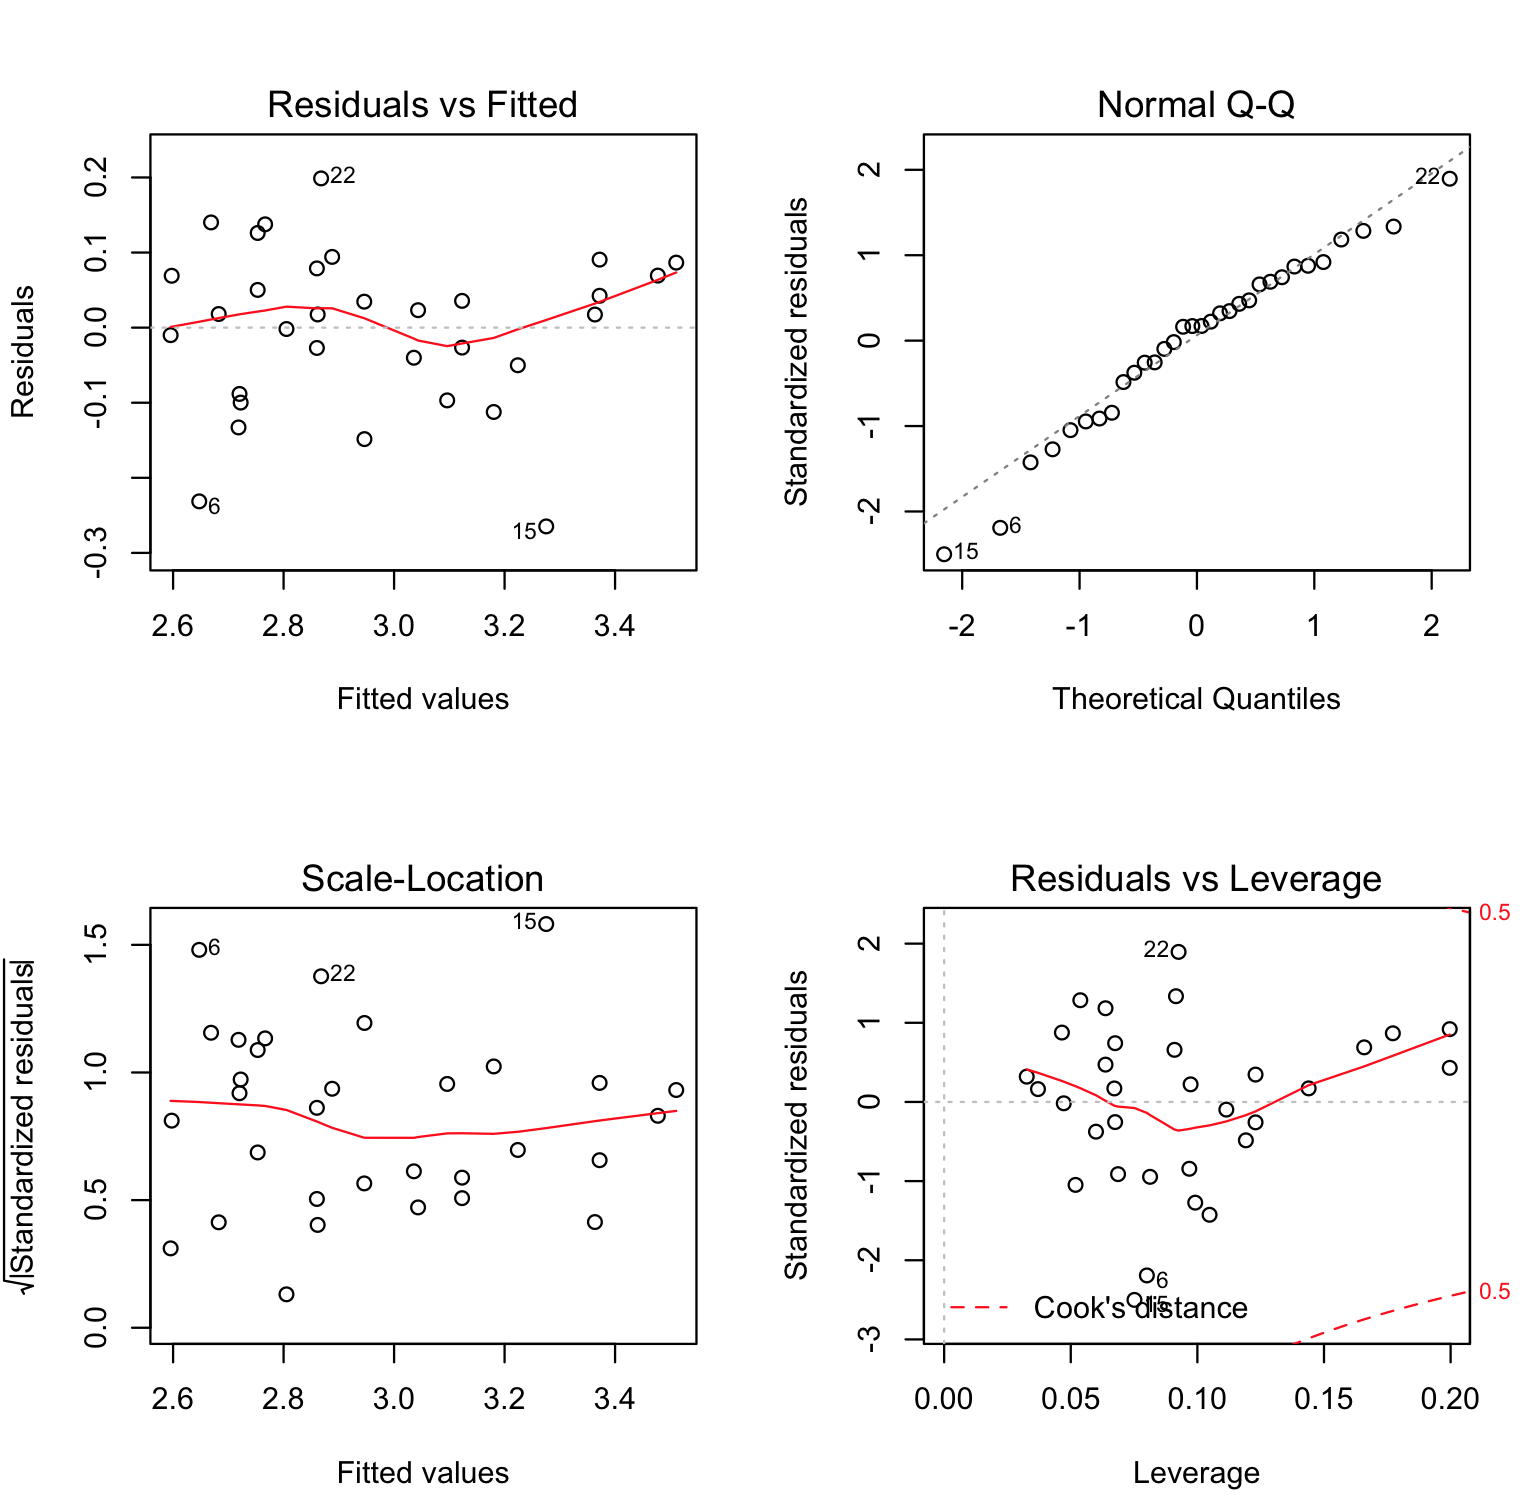 Residuals vs Fitted
Residuals
0.2
0.1
0.0
-0.1
-0.3
22
6
15
2.6 2.8 3.0 3.2 3.4
Fitted values
Normal Q-Q
Standardized residuals
2
1
0
-1
-2
22
6
15
-2 -1 0 1 2
Theoretical Quantiles
Scale-Location
√|Standardized residuals|
1.5
1.0
0.5
0.0
15
6
22
2.6 2.8 3.0 3.2 3.4
Fitted values
Residuals vs Leverage
Standardized residuals
2
1
0
-1
-2
-3
0.5
22
6
0.5
15
Cook's distance
0.00 0.05 0.10 0.15 0.20
Leverage